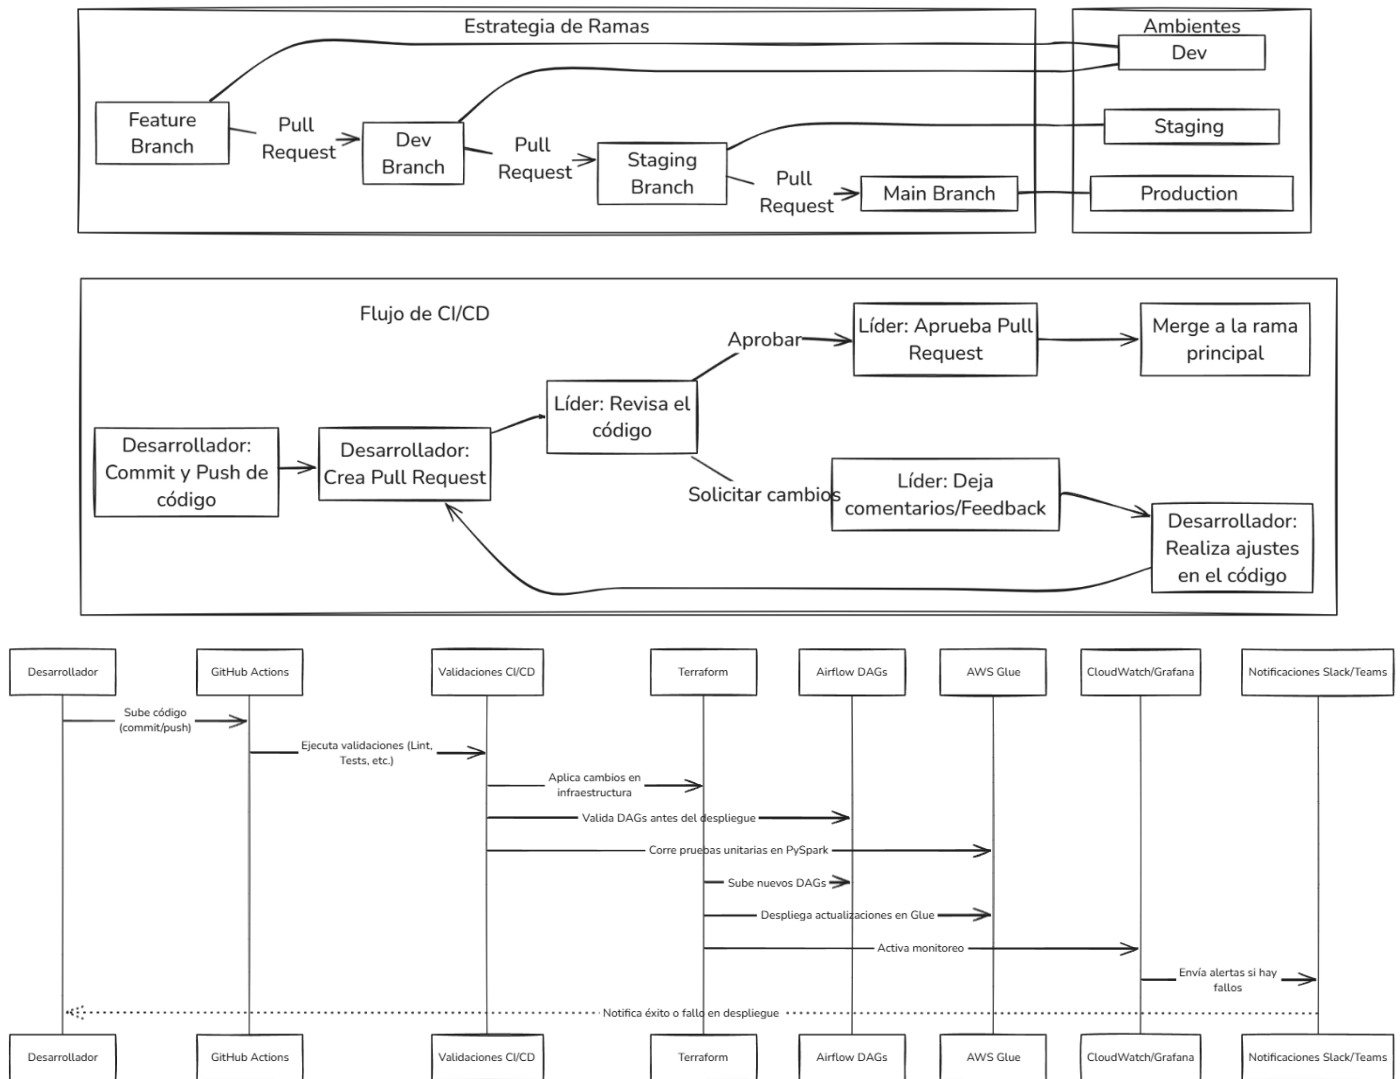 Estrategia de Ramas
Ambientes
Dev
Feature
Branch
Pull
Request
Dev
Branch
Pull
Request
Staging
Branch
Staging
Pull
Request
Main Branch
Production
Flujo de CI/CD
Desarrollador:
Commit y Push de
código
Desarrollador:
Crea Pull Request
Líder: Revisa el
código
Aprobar
Líder: Aprueba Pull
Request
Merge a la rama
principal
Solicitar cambios
Líder: Deja
comentarios/Feedback
Desarrollador:
Realiza ajustes
en el código
Desarrollador
GitHub Actions
Validaciones CI/CD
Terraform
Airflow DAGs
AWS Glue
CloudWatch/Grafana
Notificaciones Slack/Teams
Sube código
(commit/push)
Ejecuta validaciones (Lint,
Tests, etc.)
Aplica cambios en
infraestructura
Valida DAGs antes del despliegue
Corre pruebas unitarias en PySpark
Sube nuevos DAGs
Despliega actualizaciones en Glue
Activa monitoreo
Envía alertas si hay
fallos
Notifica éxito o fallo en despliegue
Desarrollador
GitHub Actions
Validaciones CI/CD
Terraform
Airflow DAGs
AWS Glue
CloudWatch/Grafana
Notificaciones Slack/Teams